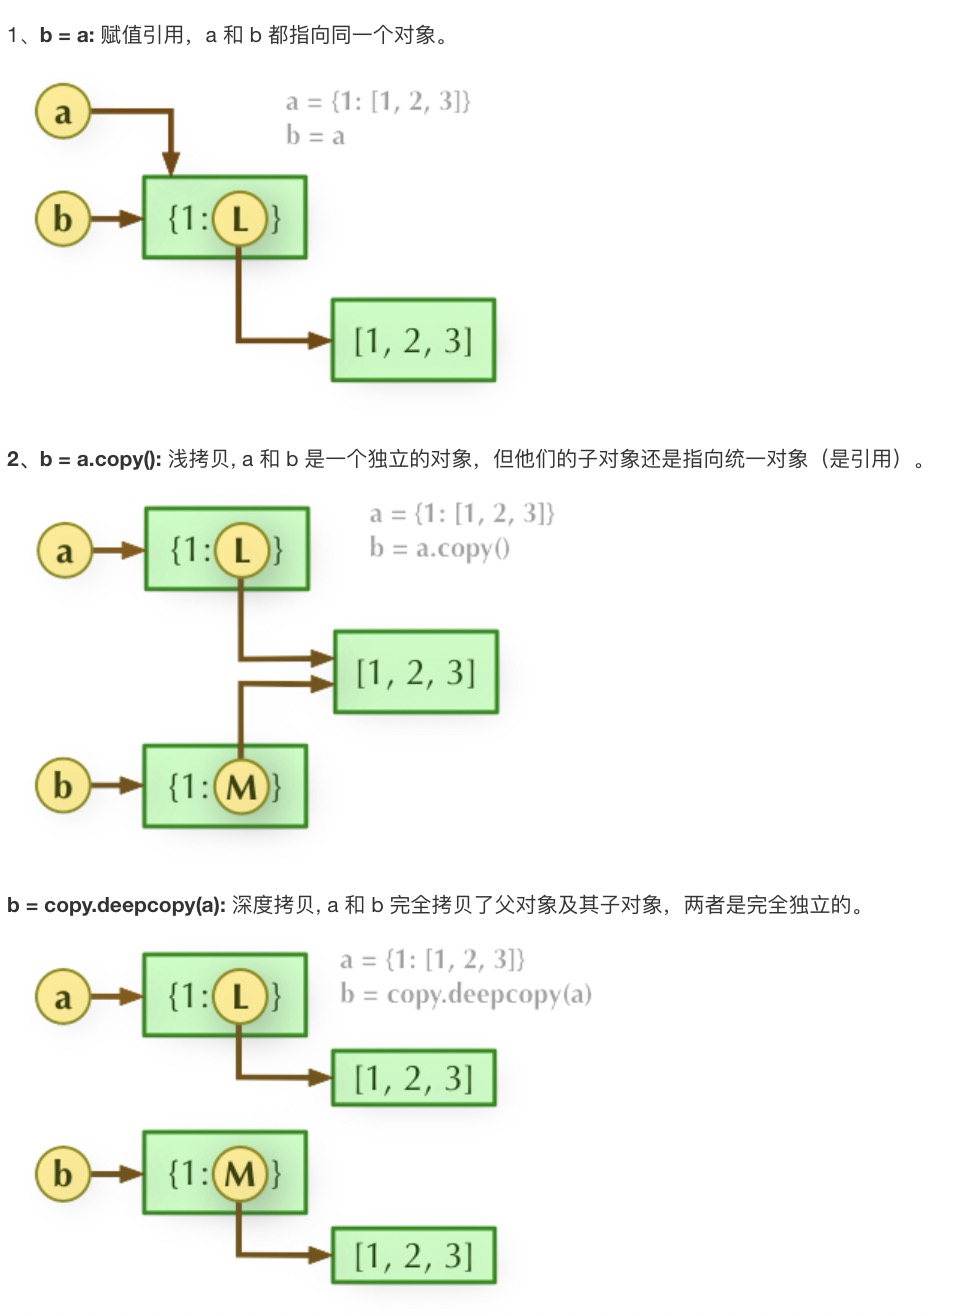 1、b = a: 赋值引用，a 和 b 都指向同一个对象。
a = {1: [1, 2, 3]}
b = a
a
b
{1: L }
[1, 2, 3]
2、b = a.copy(): 浅拷贝, a 和 b 是一个独立的对象，但他们的子对象还是指向统一对象（是引用）。
a = {1: [1, 2, 3]}
b = a.copy()
a
{1: L }
[1, 2, 3]
b
{1: M }
b = copy.deepcopy(a): 深度拷贝, a 和 b 完全拷贝了父对象及其子对象，两者是完全独立的。
a = {1: [1, 2, 3]}
b = copy.deepcopy(a)
a
{1: L }
[1, 2, 3]
b
{1: M }
[1, 2, 3]